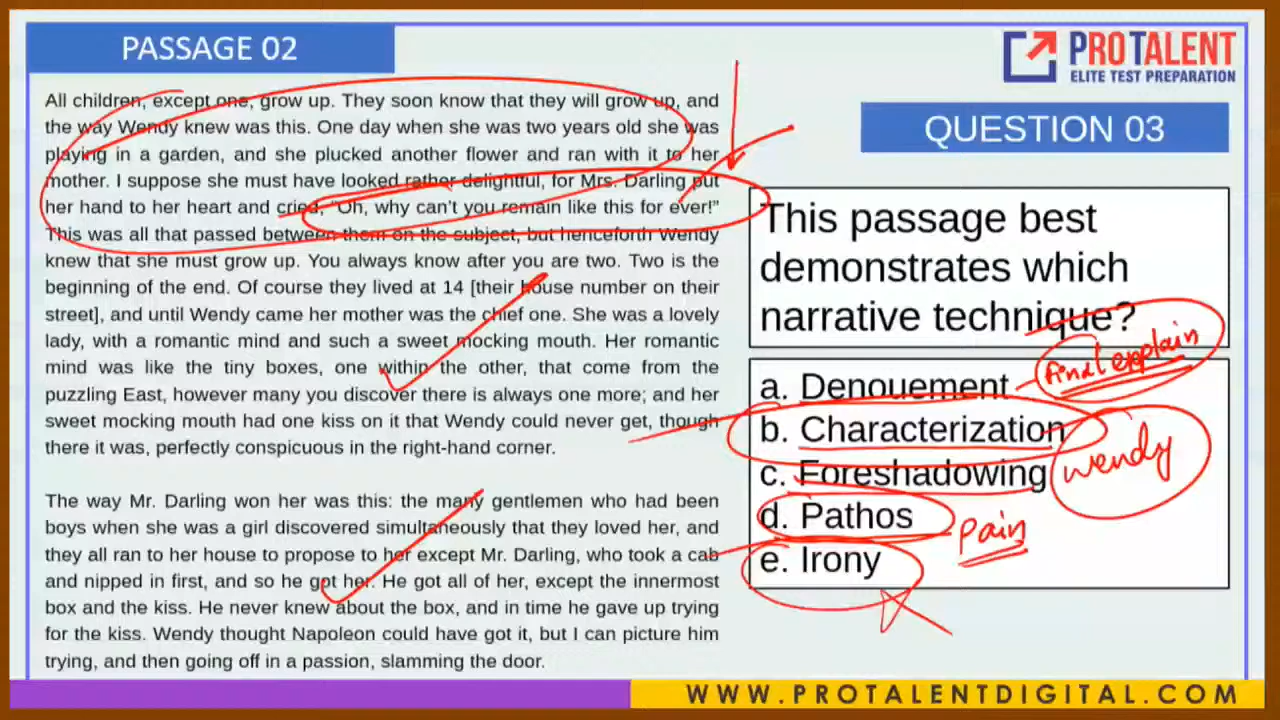 PASSAGE 02
PROTALENT
ELITE TEST PREPARATION
All children, except one, grow up. They soon know that they will grow up, and
the way Wendy knew was this. One day when she was two years old she was
playing in a garden, and she plucked another flower and ran with it to her
mother. I suppose she must have looked rather delightful, for Mrs. Darling put
her hand to her heart and cried, "Oh, why can't you remain like this for ever!"
This was all that passed between them on the subject, but henceforth Wendy
knew that she must grow up. You always know after you are two. Two is the
beginning of the end. Of course they lived at 14 [their house number on their
street], and until Wendy came her mother was the chief one. She was a lovely
lady, with a romantic mind and such a sweet mocking mouth. Her romantic
mind was like the tiny boxes, one within the other, that come from the
puzzling East, however many you discover there is always one more; and her
sweet mocking mouth had one kiss on it that Wendy could never get, though
there it was, perfectly conspicuous in the right-hand corner.
The way Mr. Darling won her was this: the many gentlemen who had been
boys when she was a girl discovered simultaneously that they loved her, and
they all ran to her house to propose to her except Mr. Darling, who took a cab
and nipped in first, and so he got her. He got all of her, except the innermost
box and the kiss. He never knew about the box, and in time he gave up trying
for the kiss. Wendy thought Napoleon could have got it, but I can picture him
trying, and then going off in a passion, slamming the door.
QUESTION 03
This passage best
demonstrates which
narrative technique?
a. Denouement
final explain
b. Characterization
wendy
c. Foreshadowing
d. Pathos
pain
e. Irony
WWW.PROTALENTDIGITAL.COM